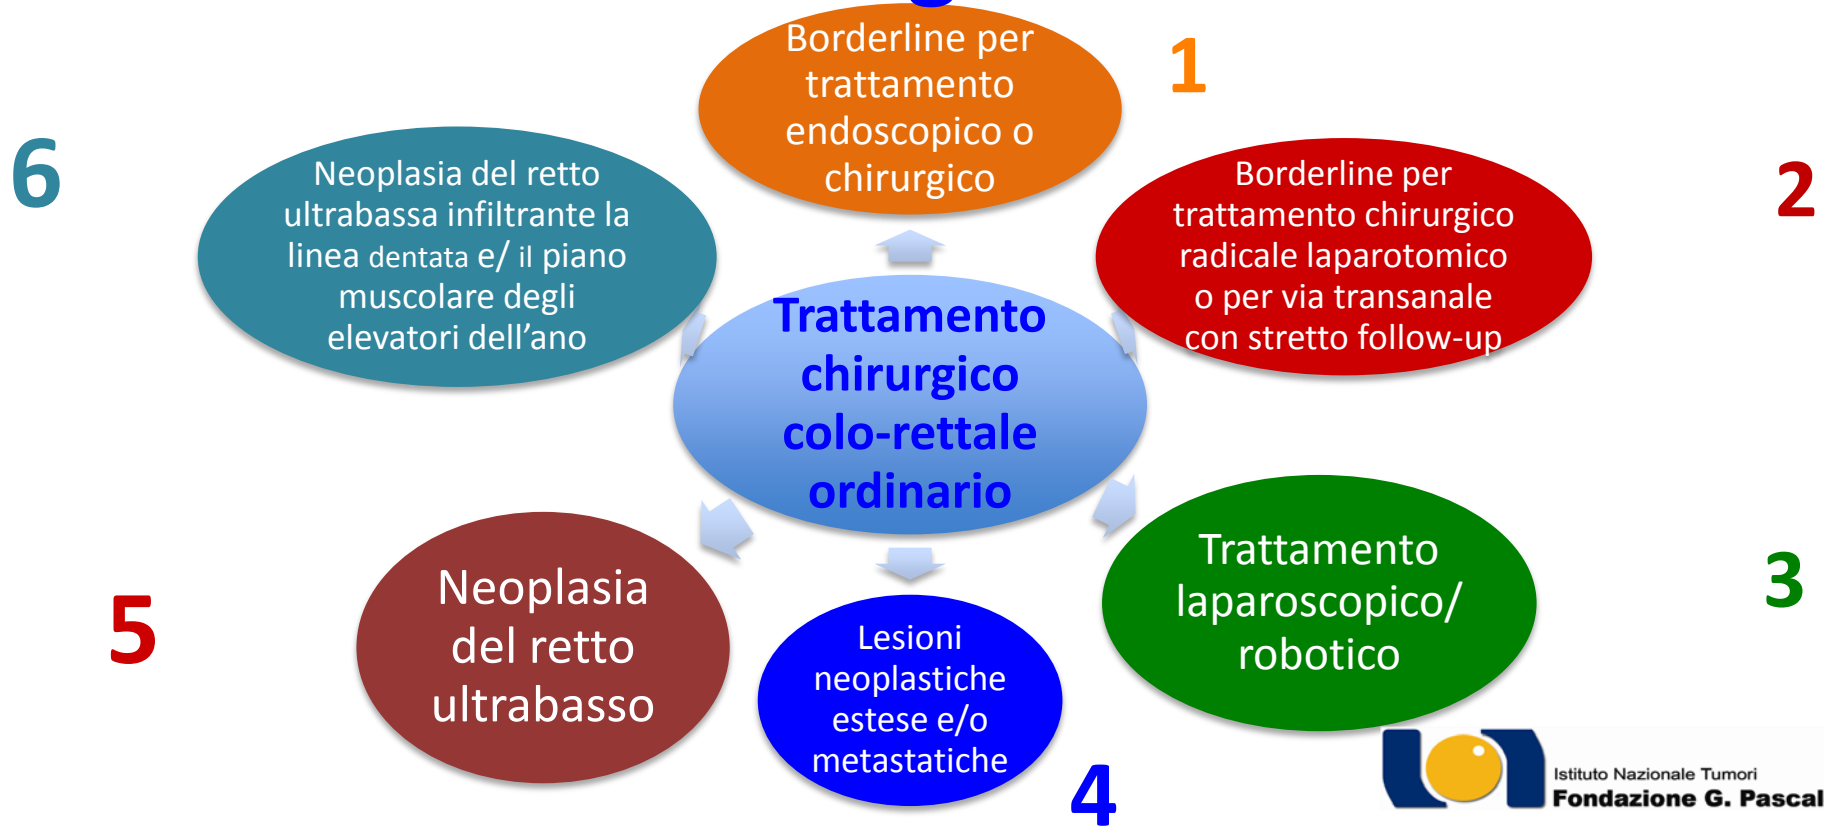 Borderline per
trattamento
endoscopico o
chirurgico
1
Borderline per
trattamento chirurgico
radicale laparotomico
o per via transanale
con stretto follow-up
2
Trattamento
laparoscopico/
robotico
3
Lesioni
neoplastiche
estese e/o
metastatiche
4
Neoplasia
del retto
ultrabasso
5
Neoplasia del retto
ultrabassa infiltrante la
linea dentata e/ il piano
muscolare degli
elevatori dell'ano
6
Trattamento
chirurgico
colo-rettale
ordinario
Istituto Nazionale Tumori
Fondazione G. Pascal